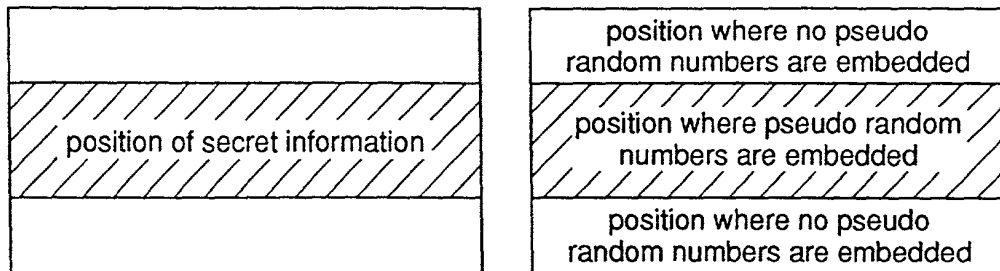 position of secret information
position where no pseudo
random numbers are embedded
position where pseudo random
numbers are embedded
position where no pseudo
random numbers are embedded